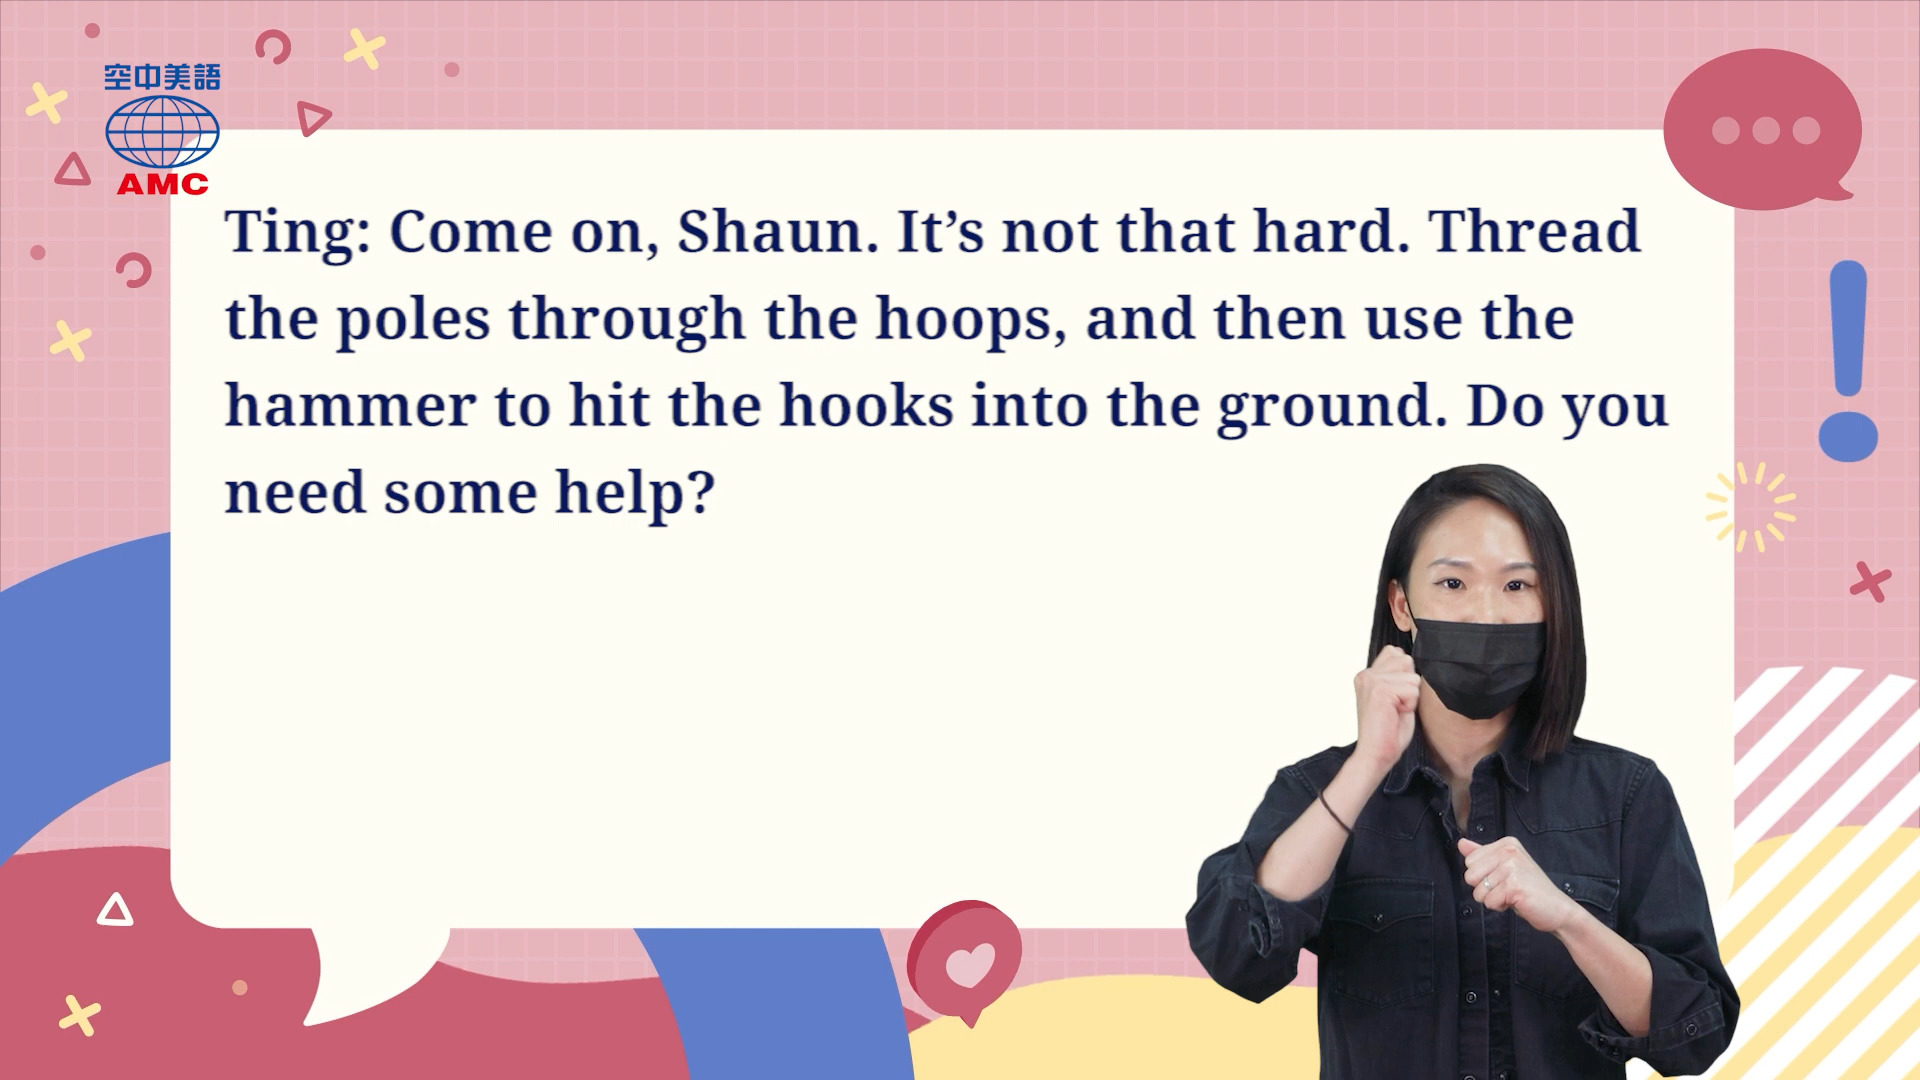 空中美語
AMC
Ting: Come on, Shaun. It’s not that hard. Thread
the poles through the hoops, and then use the
hammer to hit the hooks into the ground. Do you
need some help?